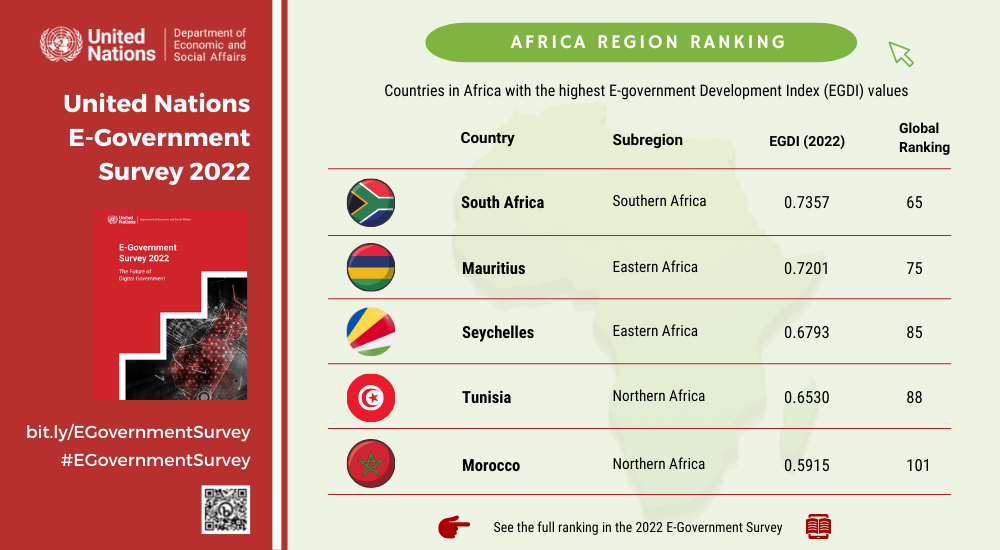 United
Nations
Department of
Economic and
Social Affairs
United Nations
E-Government
Survey 2022
United
Nations
Department of Economic and Social Affairs
E-Government
Survey 2022
The Future of
Digital Government
bit.ly/EGovernmentSurvey
#EGovernmentSurvey
AFRICA REGION RANKING
Countries in Africa with the highest E-government Development Index (EGDI) values
Country Subregion EGDI (2022) Global Ranking
South Africa Southern Africa 0.7357 65
Mauritius Eastern Africa 0.7201 75
Seychelles Eastern Africa 0.6793 85
Tunisia Northern Africa 0.6530 88
Morocco Northern Africa 0.5915 101
See the full ranking in the 2022 E-Government Survey